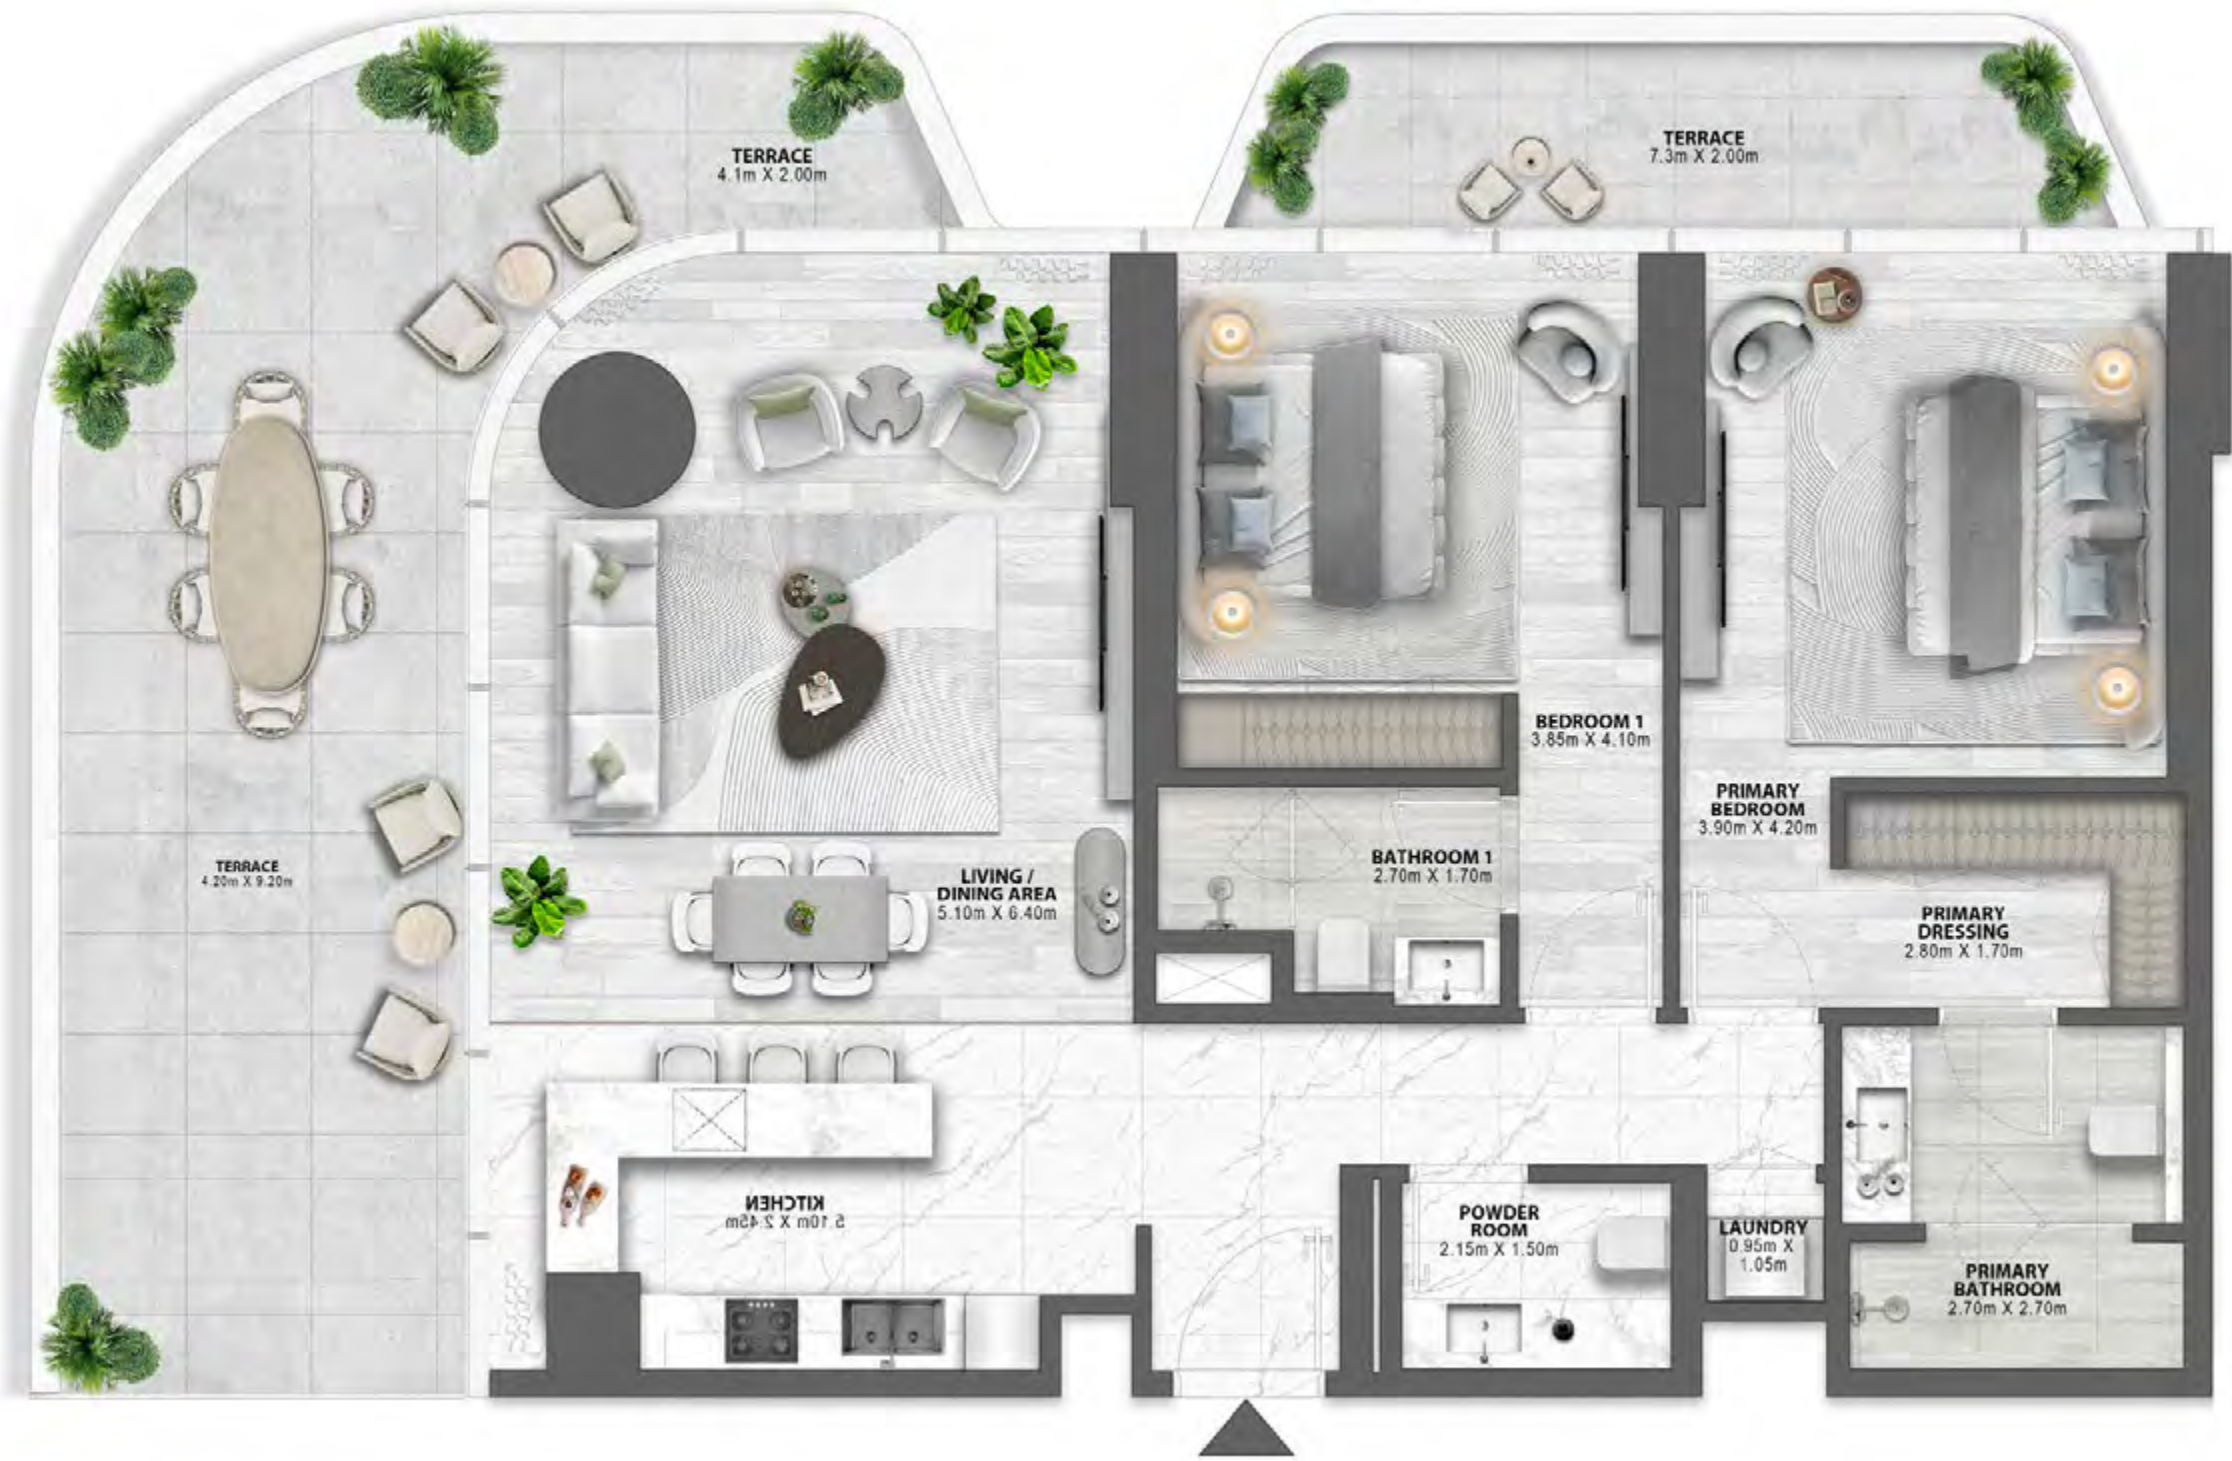 TERRACE
4.1m X 2.00m
TERRACE
7.3m X 2.00m
BEDROOM 1
3.85m X 4.10m
PRIMARY
BEDROOM
3.90m X 4.20m
TERRACE
4.20m X 9.20m
LIVING /
DINING AREA
5.10m X 6.40m
BATHROOM 1
2.70m X 1.70m
PRIMARY
DRESSING
2.80m X 1.70m
KITCHEN
5.10m X 2.45m
POWDER
ROOM
2.15m X 1.50m
LAUNDRY
0.95m X
1.05m
PRIMARY
BATHROOM
2.70m X 2.70m